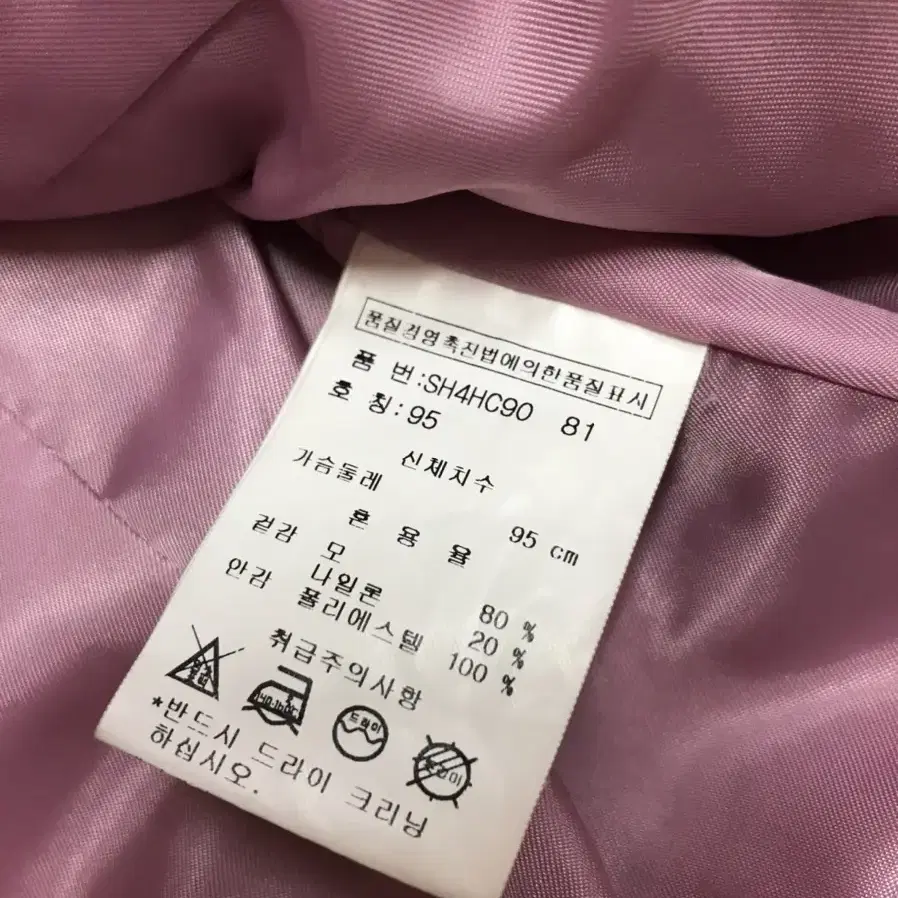 품질경영촉진법에의한품질표시
품 번:SH4HC90 81
호 칭:95
신체치수
가슴둘레 95 cm
혼 용 율
겉감 모 80 %
나일론 20 %
안감 폴리에스텔 100 %
취급주의사항
드라이
*반드시 드라이 크리닝
하십시오.